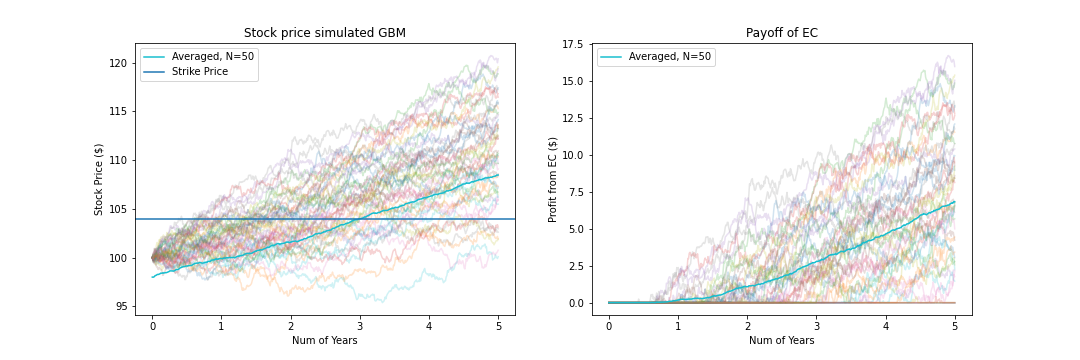 Stock price simulated GBM
Averaged, N=50
Strike Price
Stock Price ($)
120
115
110
105
100
95
0 1 2 3 4 5
Num of Years
Payoff of EC
Averaged, N=50
Profit from EC ($)
17.5
15.0
12.5
10.0
7.5
5.0
2.5
0.0
0 1 2 3 4 5
Num of Years